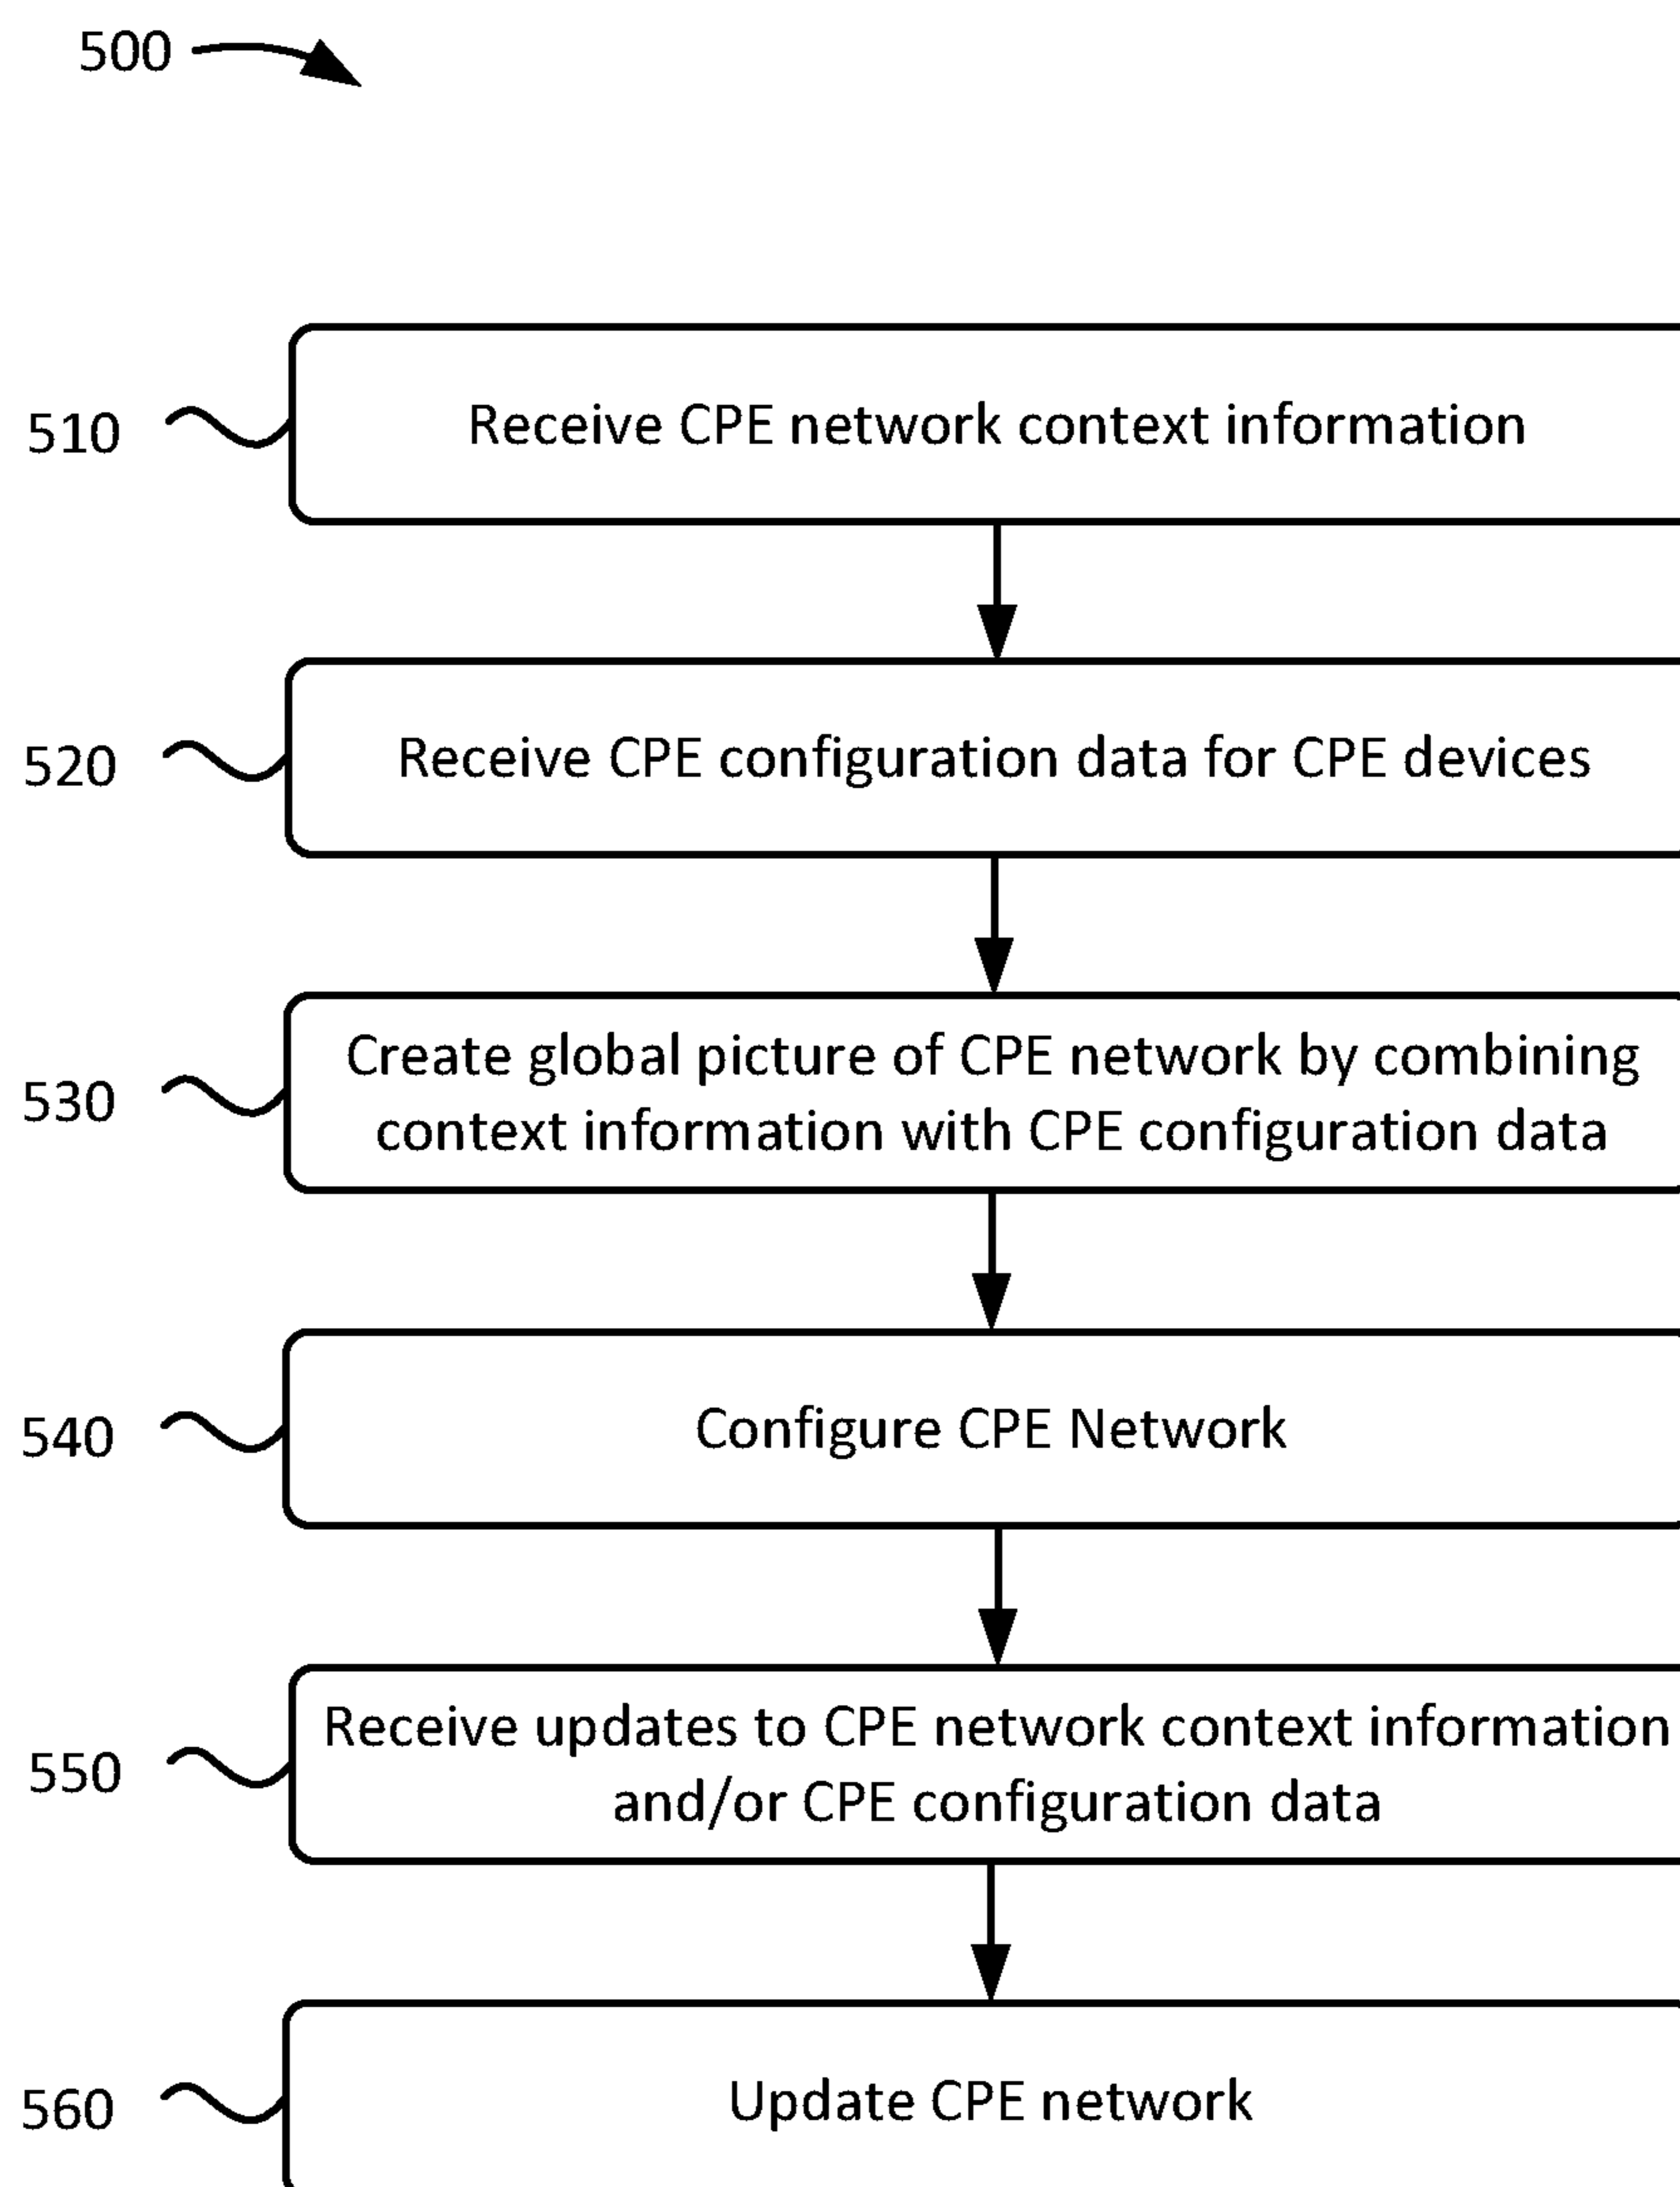 500
510
Receive CPE network context information
520
Receive CPE configuration data for CPE devices
530
Create global picture of CPE network by combining
context information with CPE configuration data
540
Configure CPE Network
550
Receive updates to CPE network context information
and/or CPE configuration data
560
Update CPE network